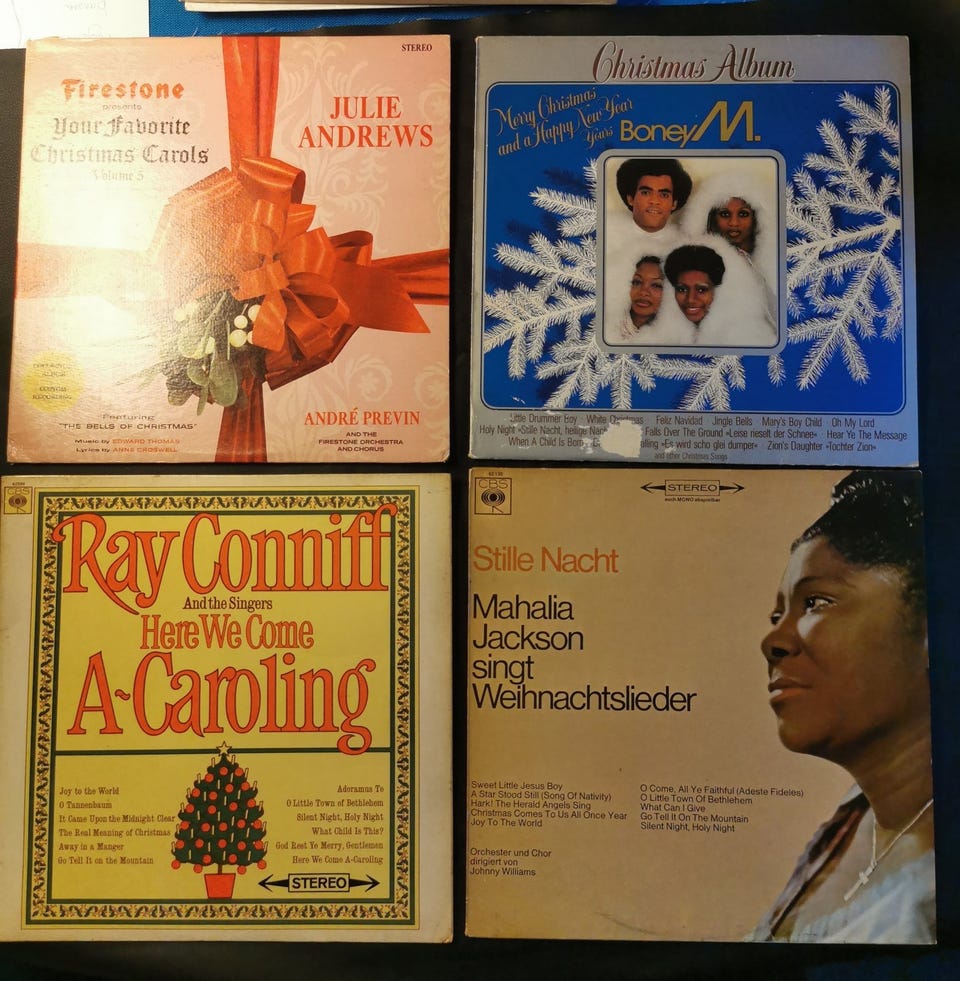 STEREO
Firestone
presents
Your Favorite
Christmas Carols
Volume 5
JULIE
ANDREWS
ALBUM
CUSTOM
RECORDING
Featuring
"THE BELLS OF CHRISTMAS"
Music by EDWARD THOMAS
Lyrics by ANNE CROSWELL
ANDRÉ PREVIN
AND THE
FIRESTONE ORCHESTRA
AND CHORUS
Christmas Album
Merry Christmas
and a Happy New Year
Yours Boney M.
Little Drummer Boy · White Christmas Feliz Navidad Jingle Bells Mary's Boy Child · Oh My Lord
Holy Night »Stille Nacht, heilige Falls Over The Ground »Leise rieselt der Schnee« Hear Ye The Message
When A Child Is Born »Es wird scho glei dumper« · Zion's Daughter »Tochter Zion«
and other Christmas Songs
CBS
Ray Conniff
And the Singers
Here We Come
A-Caroling
Joy to the World
O Tannenbaum
It Came Upon the Midnight Clear
The Real Meaning of Christmas
Away in a Manger
Go Tell It on the Mountain
Adoramus Te
O Little Town of Bethlehem
Silent Night, Holy Night
What Child Is This?
God Rest Ye Merry, Gentlemen
Here We Come A-Caroling
STEREO
CBS
STEREO
auch MONO abspielbar
Stille Nacht
Mahalia
Jackson
singt
Weihnachtslieder
Sweet Little Jesus Boy
A Star Stood Still (Song Of Nativity)
Hark! The Herald Angels Sing
Christmas Comes To Us All Once Year
Joy To The World
O Come, All Ye Faithful (Adeste Fideles)
O Little Town Of Bethlehem
What Can I Give
Go Tell It On The Mountain
Silent Night, Holy Night
Orchester und Chor
dirigiert von
Johnny Williams